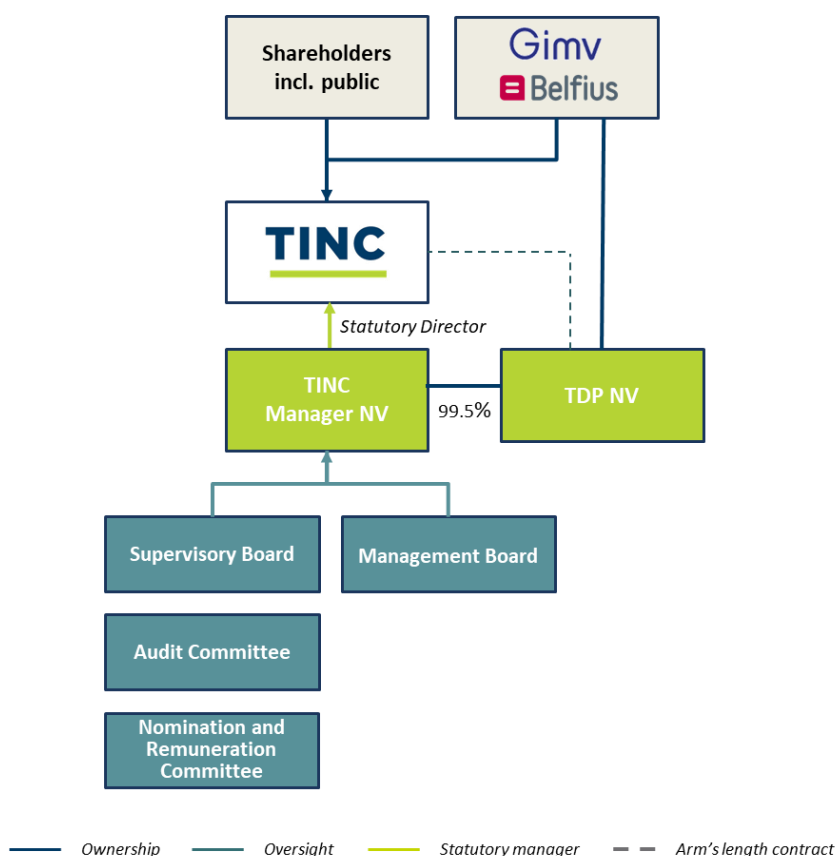 Shareholders
incl. public
Gimv
Belfius
TINC
Statutory Director
TINC
Manager NV
99.5%
TDP NV
Supervisory Board
Management Board
Audit Committee
Nomination and
Remuneration
Committee
Ownership
Oversight
Statutory manager
Arm's length contract